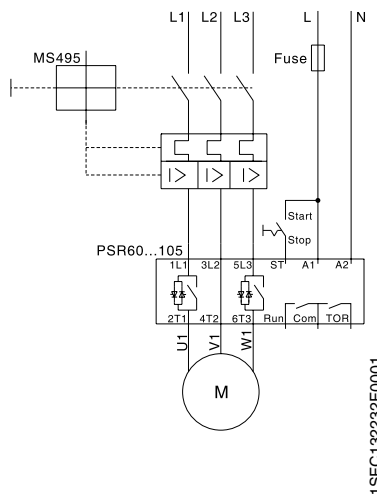 L1 L2 L3 L N
Fuse
MS495
I> I> I>
Start
Stop
PSR60...105
1L1 3L2 5L3 ST A1 A2
2T1 4T2 6T3 Run Com TOR
U1 V1 W1
M
1SFC132232F0001